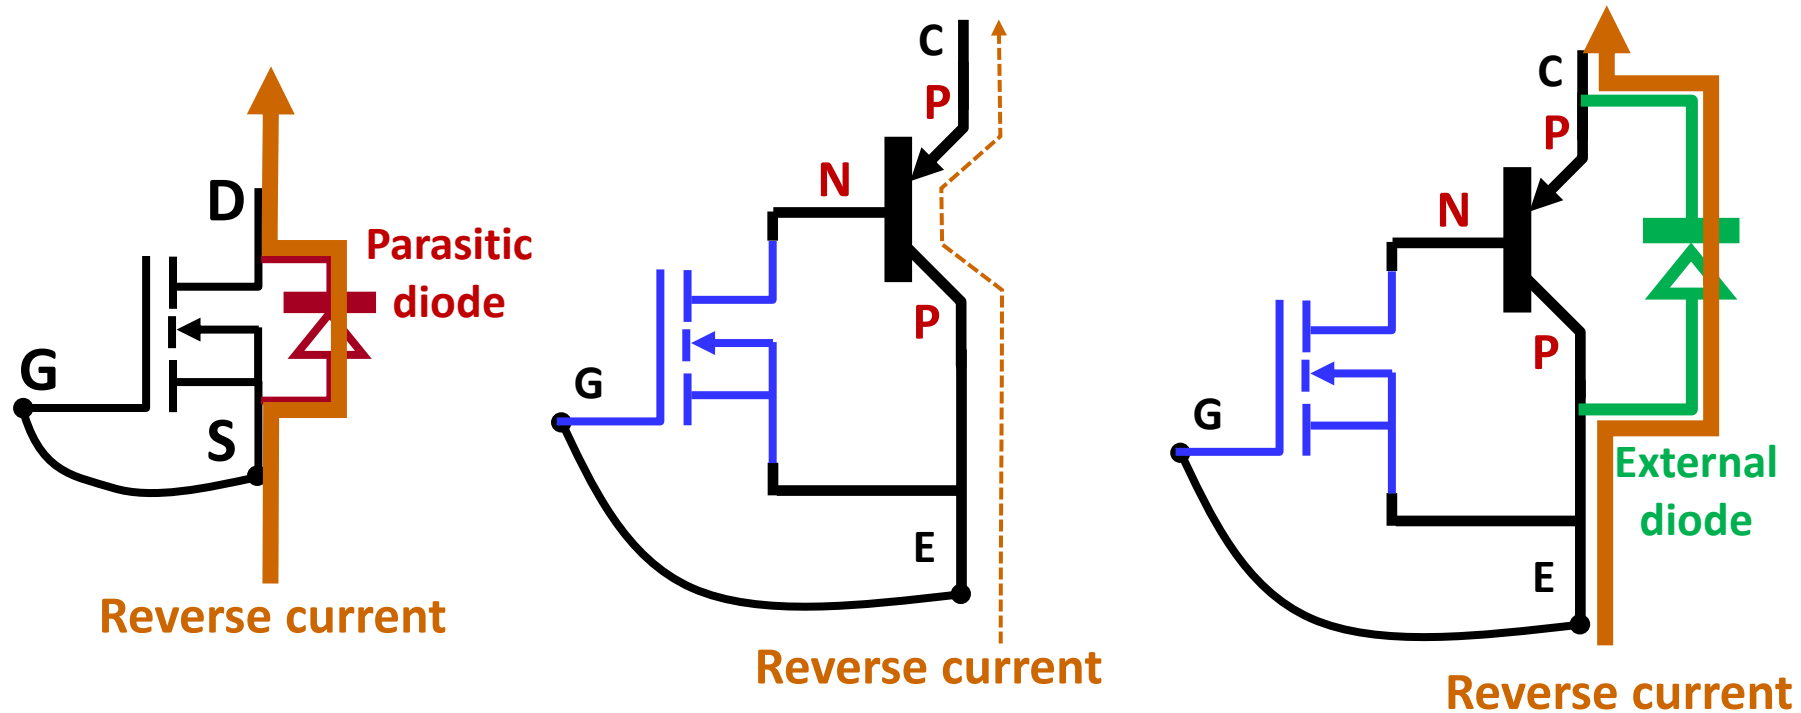 D
Parasitic
diode
G
S
Reverse current
C
P
N
P
G
E
Reverse current
C
P
N
P
G
External
diode
E
Reverse current